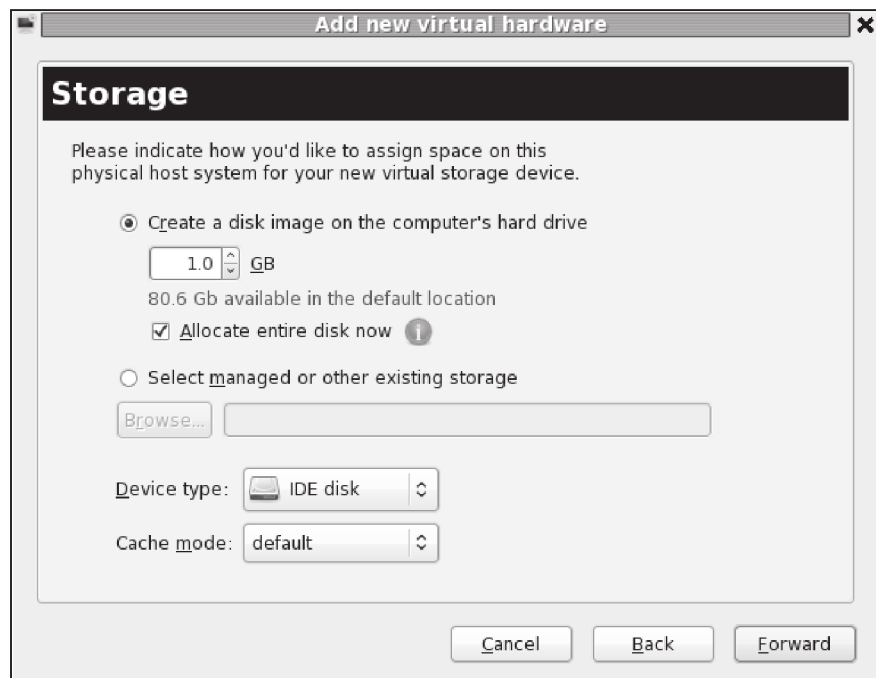 Add new virtual hardware
Storage
Please indicate how you'd like to assign space on this
physical host system for your new virtual storage device.
Create a disk image on the computer's hard drive
1.0 GB
80.6 Gb available in the default location
Allocate entire disk now
Select managed or other existing storage
Browse...
Device type: IDE disk
Cache mode: default
Cancel Back Forward